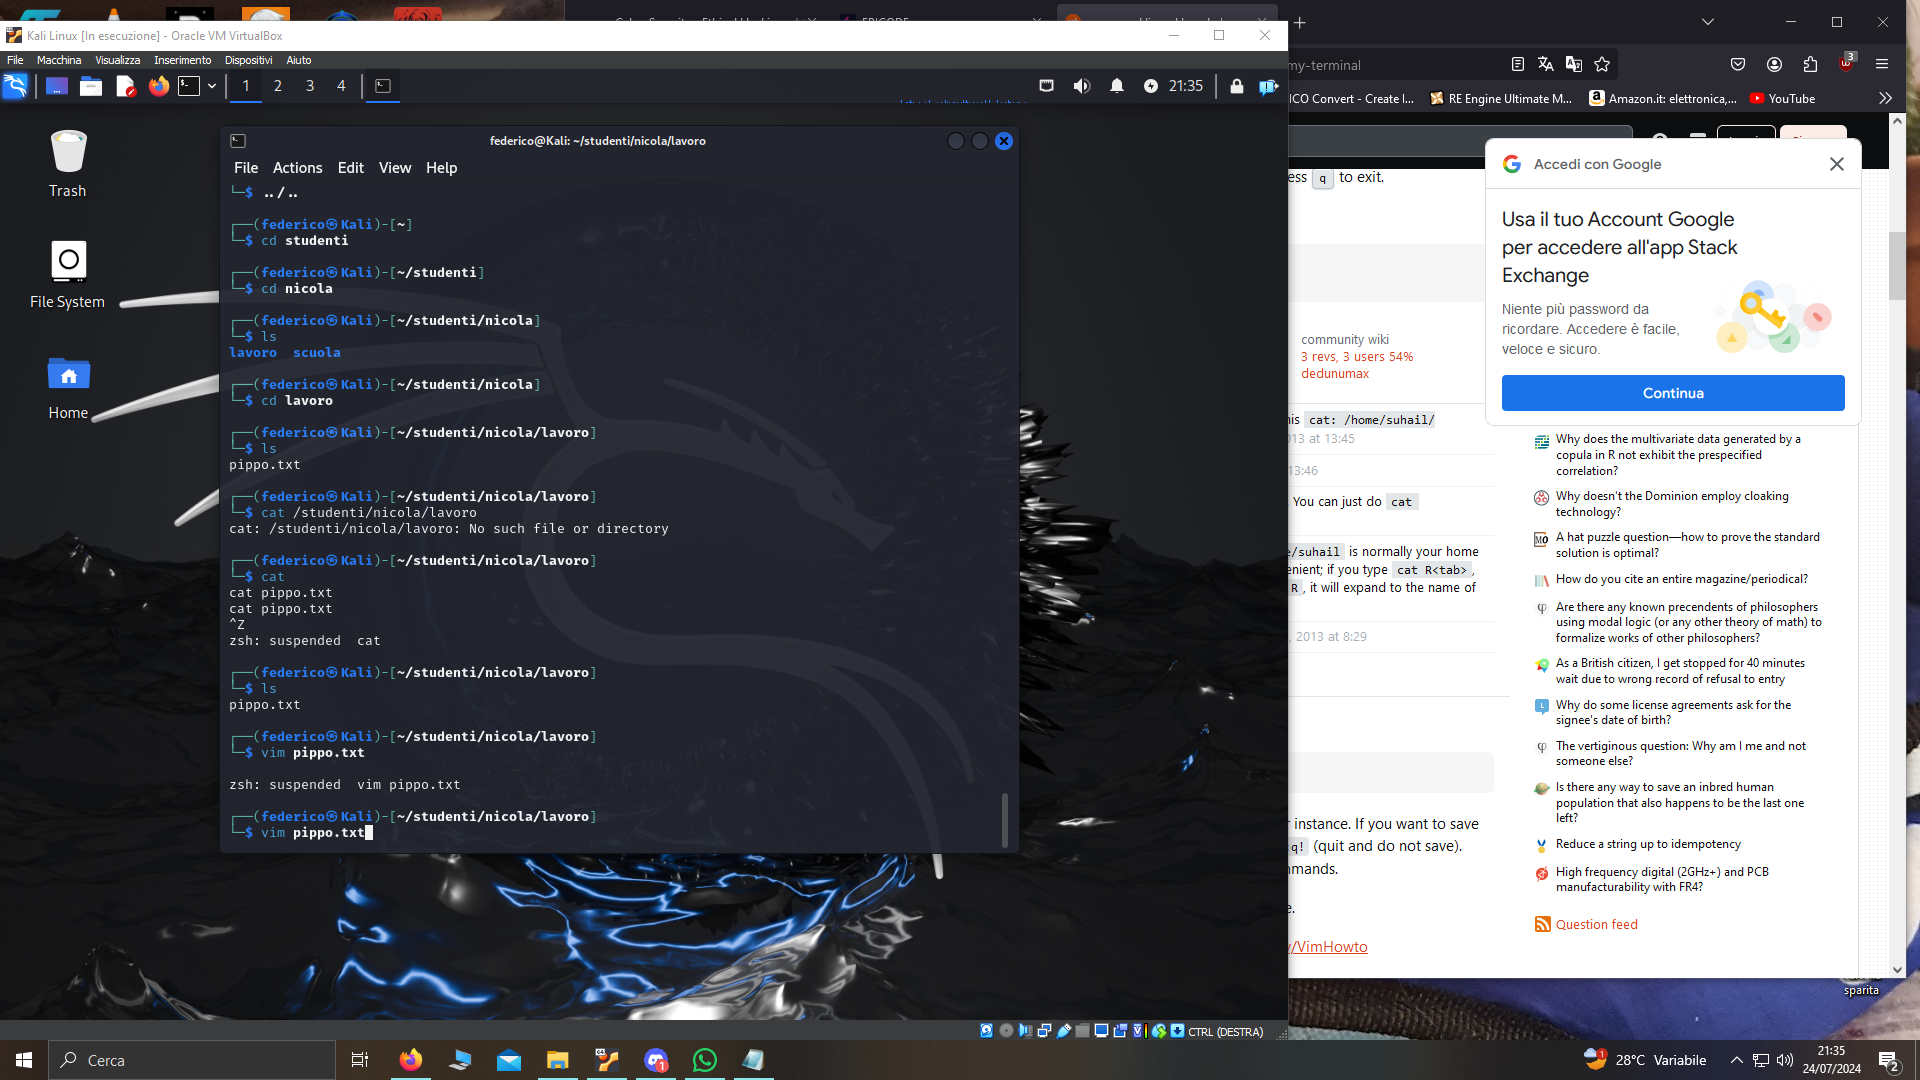 Kali Linux [In esecuzione] - Oracle VM VirtualBox
File Macchina Visualizza Inserimento Dispositivi Aiuto
1 2 3 4
21:35
Trash
File System
Home
federico@Kali: ~/studenti/nicola/lavoro
File Actions Edit View Help
└─$ ../..
┌──(federico㉿Kali)-[~]
└─$ cd studenti
┌──(federico㉿Kali)-[~/studenti]
└─$ cd nicola
┌──(federico㉿Kali)-[~/studenti/nicola]
└─$ ls
lavoro  scuola
┌──(federico㉿Kali)-[~/studenti/nicola]
└─$ cd lavoro
┌──(federico㉿Kali)-[~/studenti/nicola/lavoro]
└─$ ls
pippo.txt
┌──(federico㉿Kali)-[~/studenti/nicola/lavoro]
└─$ cat /studenti/nicola/lavoro
cat: /studenti/nicola/lavoro: No such file or directory
┌──(federico㉿Kali)-[~/studenti/nicola/lavoro]
└─$ cat
cat pippo.txt
cat pippo.txt
^Z
zsh: suspended  cat
┌──(federico㉿Kali)-[~/studenti/nicola/lavoro]
└─$ ls
pippo.txt
┌──(federico㉿Kali)-[~/studenti/nicola/lavoro]
└─$ vim pippo.txt
zsh: suspended  vim pippo.txt
┌──(federico㉿Kali)-[~/studenti/nicola/lavoro]
└─$ vim pippo.txt
CTRL (DESTRA)
my-terminal
3
ICO Convert - Create I...
RE Engine Ultimate M...
Amazon.it: elettronica,...
YouTube
ess q to exit.
community wiki
3 revs, 3 users 54%
dedunumax
his cat: /home/suhail/
013 at 13:45
13:46
. You can just do cat
e/suhail is normally your home
enient; if you type cat R<tab>,
R, it will expand to the name of
, 2013 at 8:29
r instance. If you want to save
q! (quit and do not save).
mmands.
e.
y/VimHowto
Accedi con Google
Usa il tuo Account Google
per accedere all'app Stack
Exchange
Niente più password da
ricordare. Accedere è facile,
veloce e sicuro.
Continua
Why does the multivariate data generated by a
copula in R not exhibit the prespecified
correlation?
Why doesn't the Dominion employ cloaking
technology?
MO
A hat puzzle question—how to prove the standard
solution is optimal?
How do you cite an entire magazine/periodical?
φ
Are there any known precendents of philosophers
using modal logic (or any other theory of math) to
formalize works of other philosophers?
As a British citizen, I get stopped for 40 minutes
wait due to wrong record of refusal to entry
Why do some license agreements ask for the
signee's date of birth?
φ
The vertiginous question: Why am I me and not
someone else?
Is there any way to save an inbred human
population that also happens to be the last one
left?
Reduce a string up to idempotency
High frequency digital (2GHz+) and PCB
manufacturability with FR4?
Question feed
sparita
Cerca
1
1
28°C Variabile
21:35
24/07/2024
2